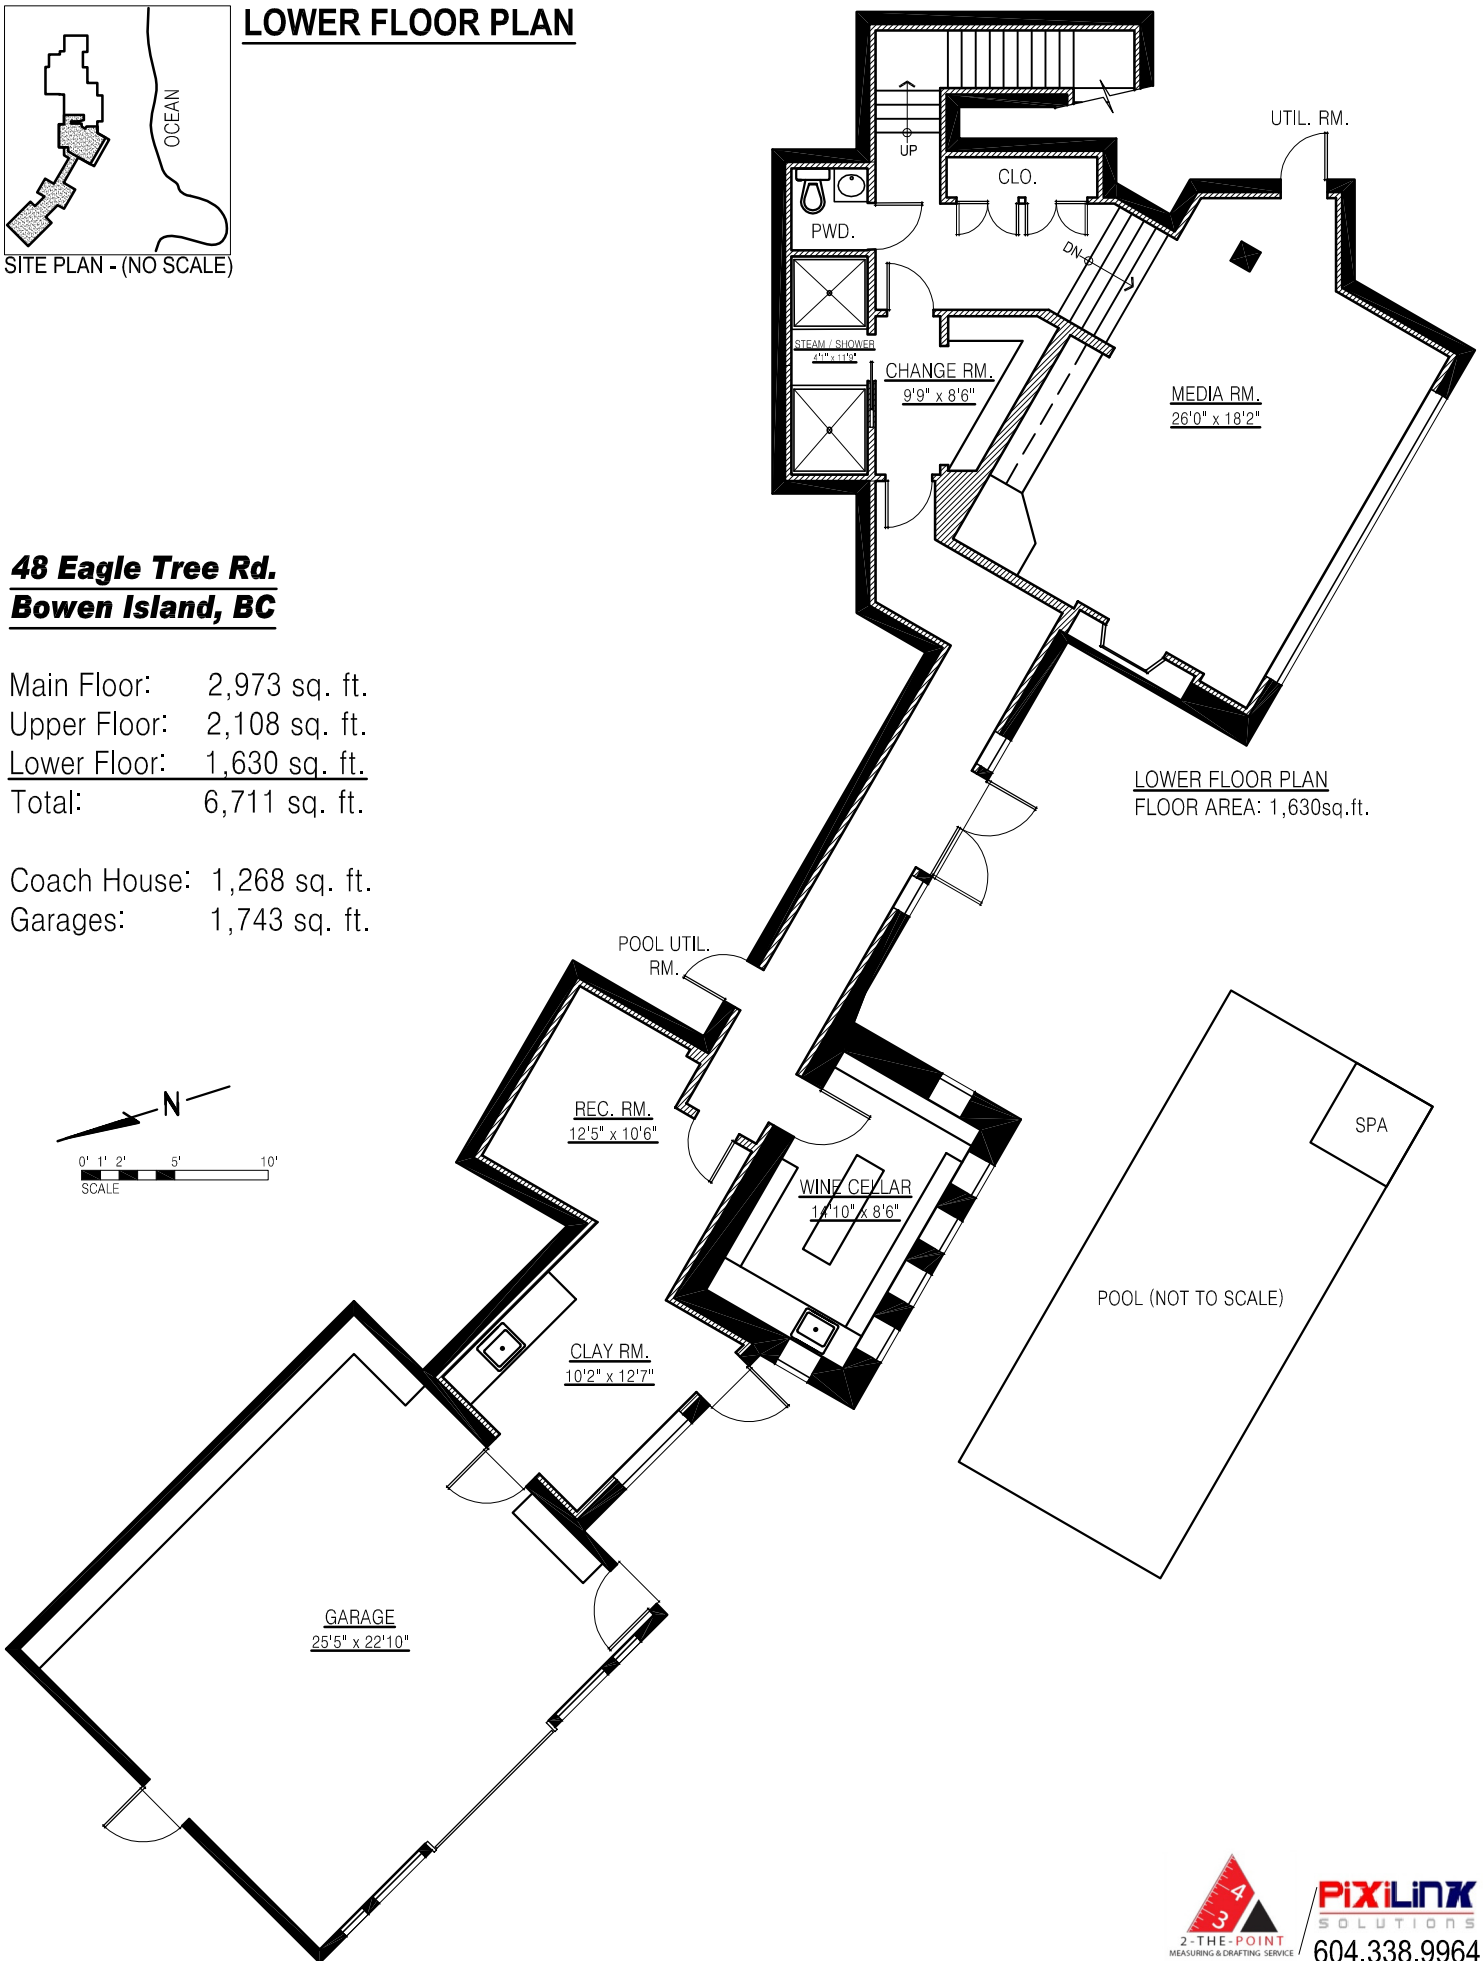 LOWER FLOOR PLAN
OCEAN
SITE PLAN - (NO SCALE)
UP
CLO.
UTIL. RM.
PWD.
DN
STEAM / SHOWER
4'1" x 11'9"
CHANGE RM.
9'9" x 8'6"
MEDIA RM.
26'0" x 18'2"
48 Eagle Tree Rd.
Bowen Island, BC
Main Floor: 2,973 sq. ft.
Upper Floor: 2,108 sq. ft.
Lower Floor: 1,630 sq. ft.
Total: 6,711 sq. ft.
Coach House: 1,268 sq. ft.
Garages: 1,743 sq. ft.
LOWER FLOOR PLAN
FLOOR AREA: 1,630sq.ft.
POOL UTIL.
RM.
N
0' 1' 2' 5' 10'
SCALE
REC. RM.
12'5" x 10'6"
WINE CELLAR
14'10" x 8'6"
SPA
POOL (NOT TO SCALE)
CLAY RM.
10'2" x 12'7"
GARAGE
25'5" x 22'10"
4
3
2-THE-POINT
MEASURING & DRAFTING SERVICE
PiXiLiNK
SOLUTIONS
604.338.9964